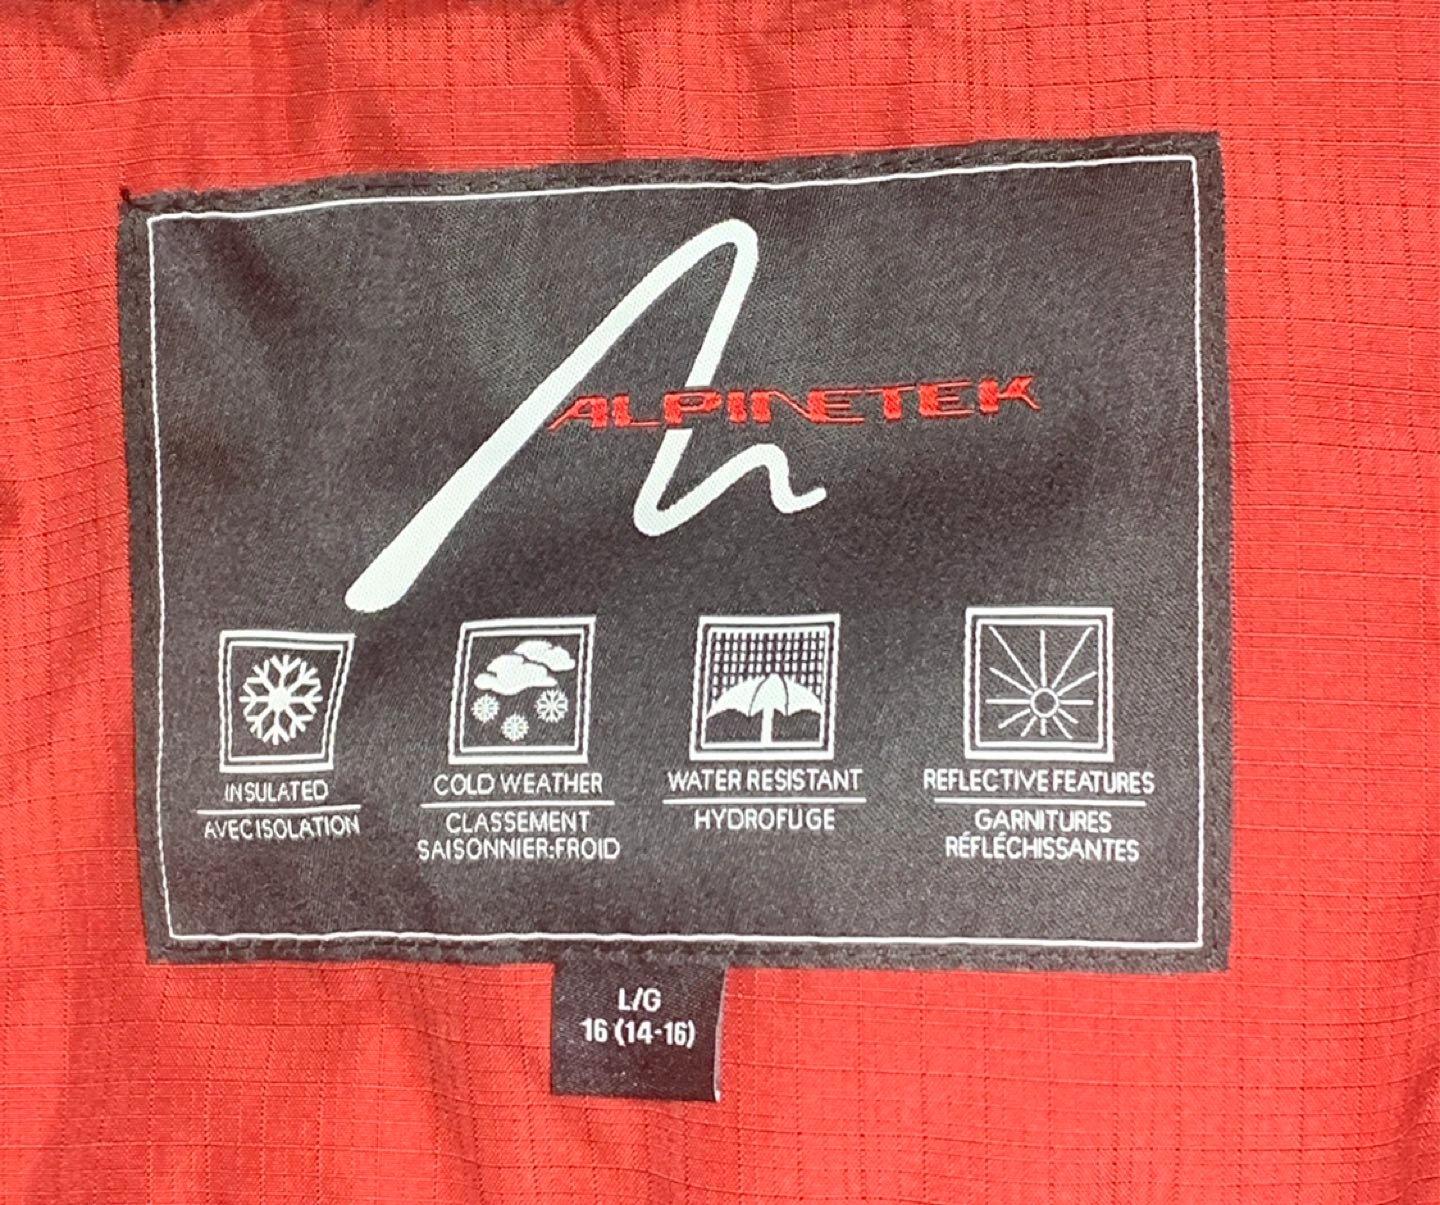 ALPINETEK
INSULATED
AVEC ISOLATION
COLD WEATHER
CLASSEMENT
SAISONNIER:FROID
WATER RESISTANT
HYDROFUGE
REFLECTIVE FEATURES
GARNITURES
RÉFLÉCHISSANTES
L/G
16 (14-16)